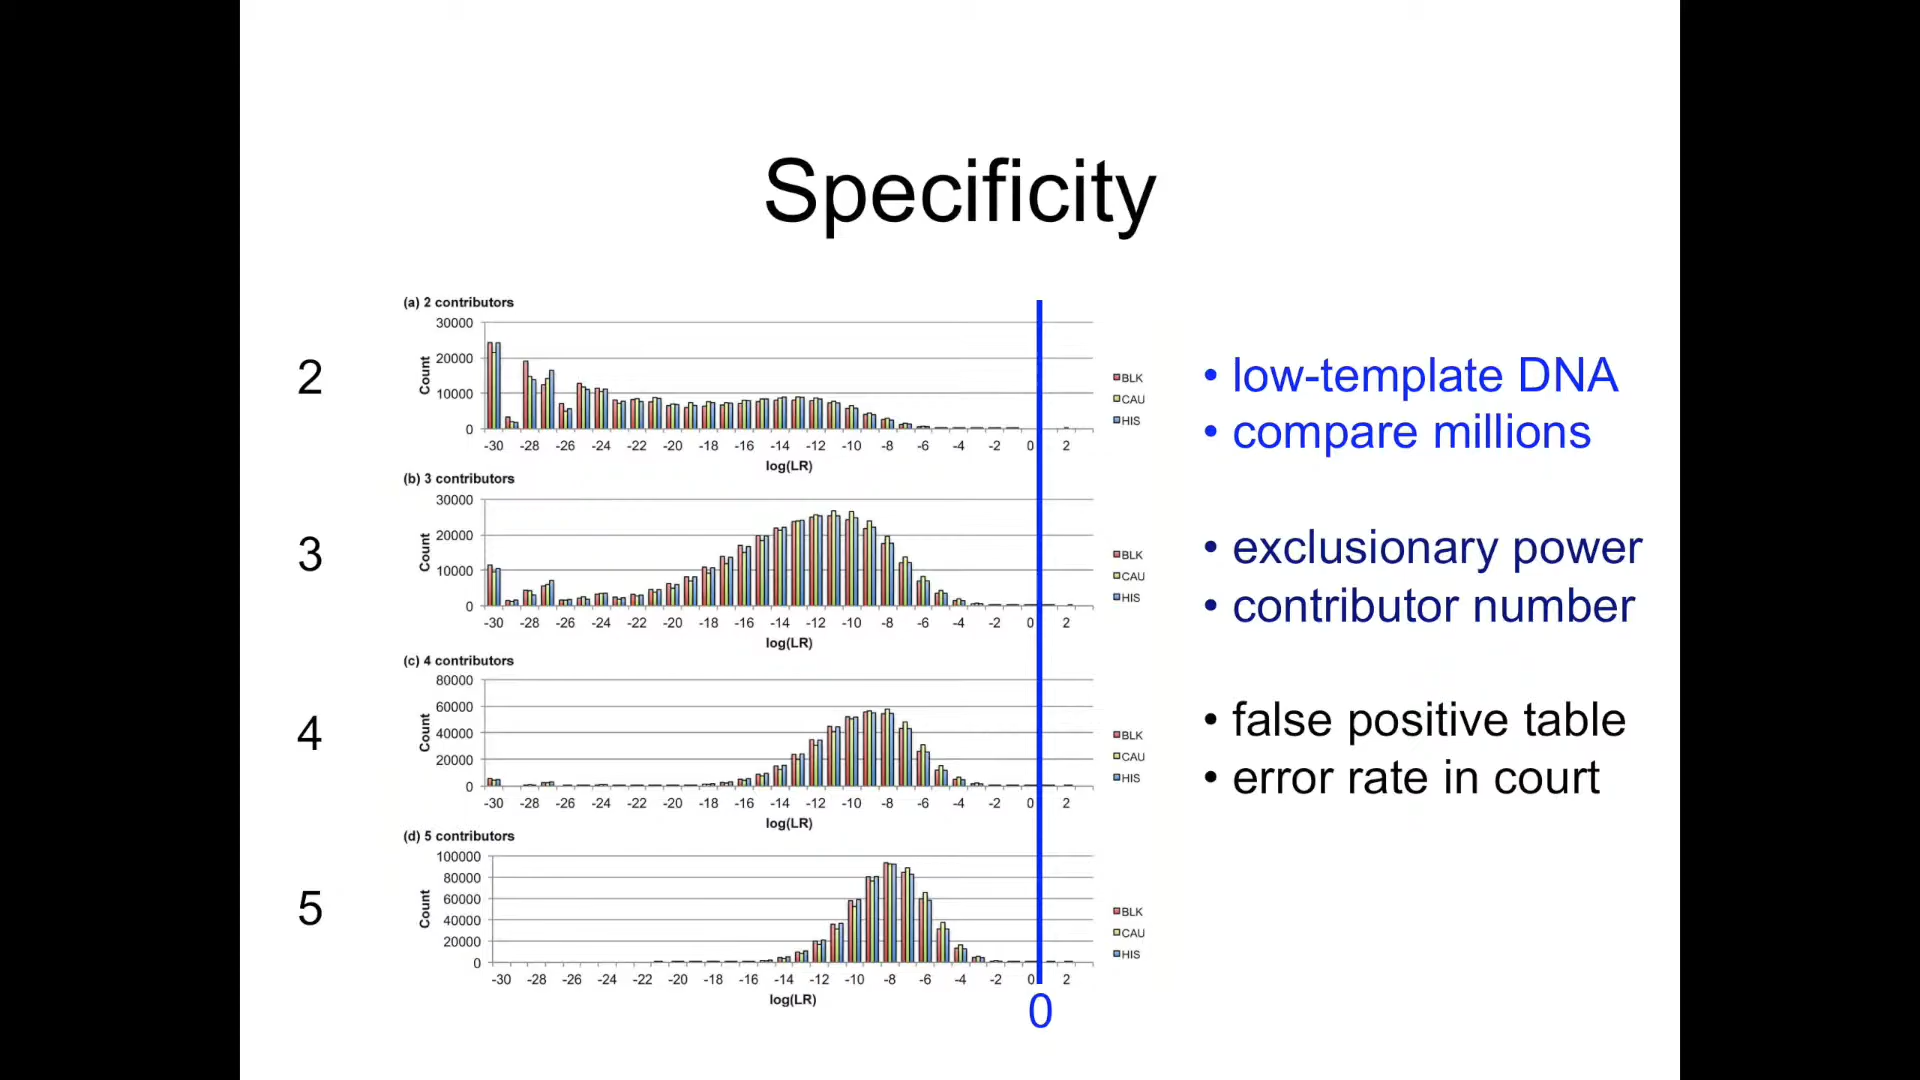 Specificity
2
(a) 2 contributors
30000
20000
10000
0
Count
-30 -28 -26 -24 -22 -20 -18 -16 -14 -12 -10 -8 -6 -4 -2 0 2
log(LR)
BLK
CAU
HIS
3
(b) 3 contributors
30000
20000
10000
0
Count
-30 -28 -26 -24 -22 -20 -18 -16 -14 -12 -10 -8 -6 -4 -2 0 2
log(LR)
BLK
CAU
HIS
4
(c) 4 contributors
80000
60000
40000
20000
0
Count
-30 -28 -26 -24 -22 -20 -18 -16 -14 -12 -10 -8 -6 -4 -2 0 2
log(LR)
BLK
CAU
HIS
5
(d) 5 contributors
100000
80000
60000
40000
20000
0
Count
-30 -28 -26 -24 -22 -20 -18 -16 -14 -12 -10 -8 -6 -4 -2 0 2
log(LR)
BLK
CAU
HIS
0
• low-template DNA
• compare millions
• exclusionary power
• contributor number
• false positive table
• error rate in court